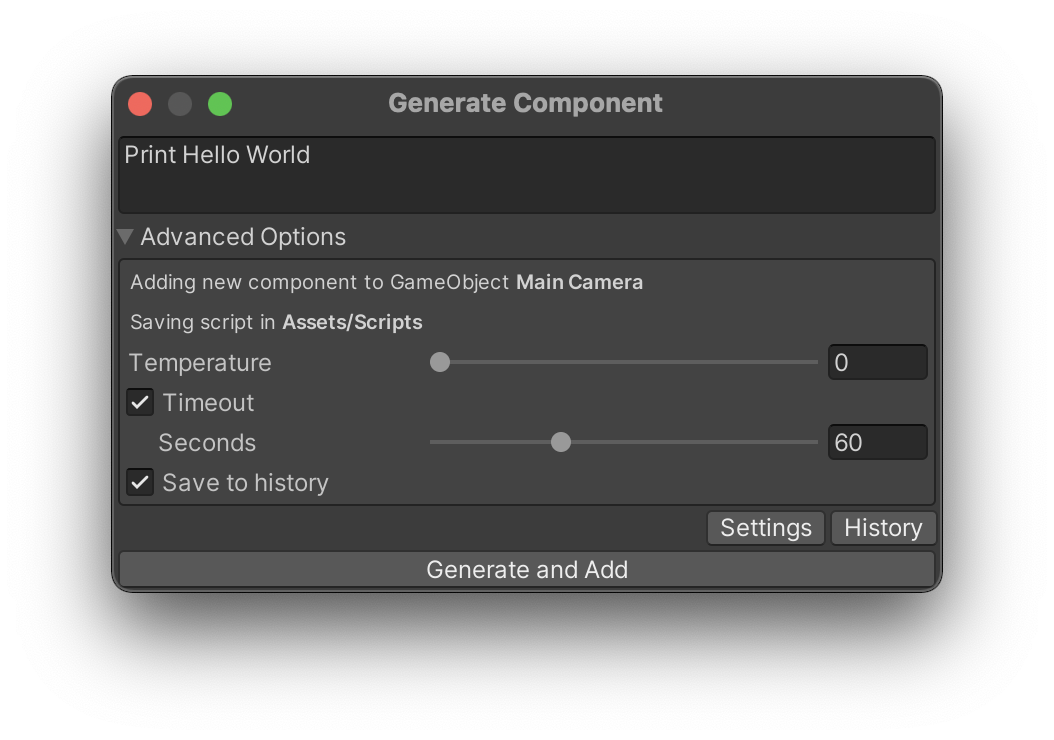 Generate Component
Print Hello World
Advanced Options
Adding new component to GameObject Main Camera
Saving script in Assets/Scripts
Temperature 0
Timeout
Seconds 60
Save to history
Settings History
Generate and Add